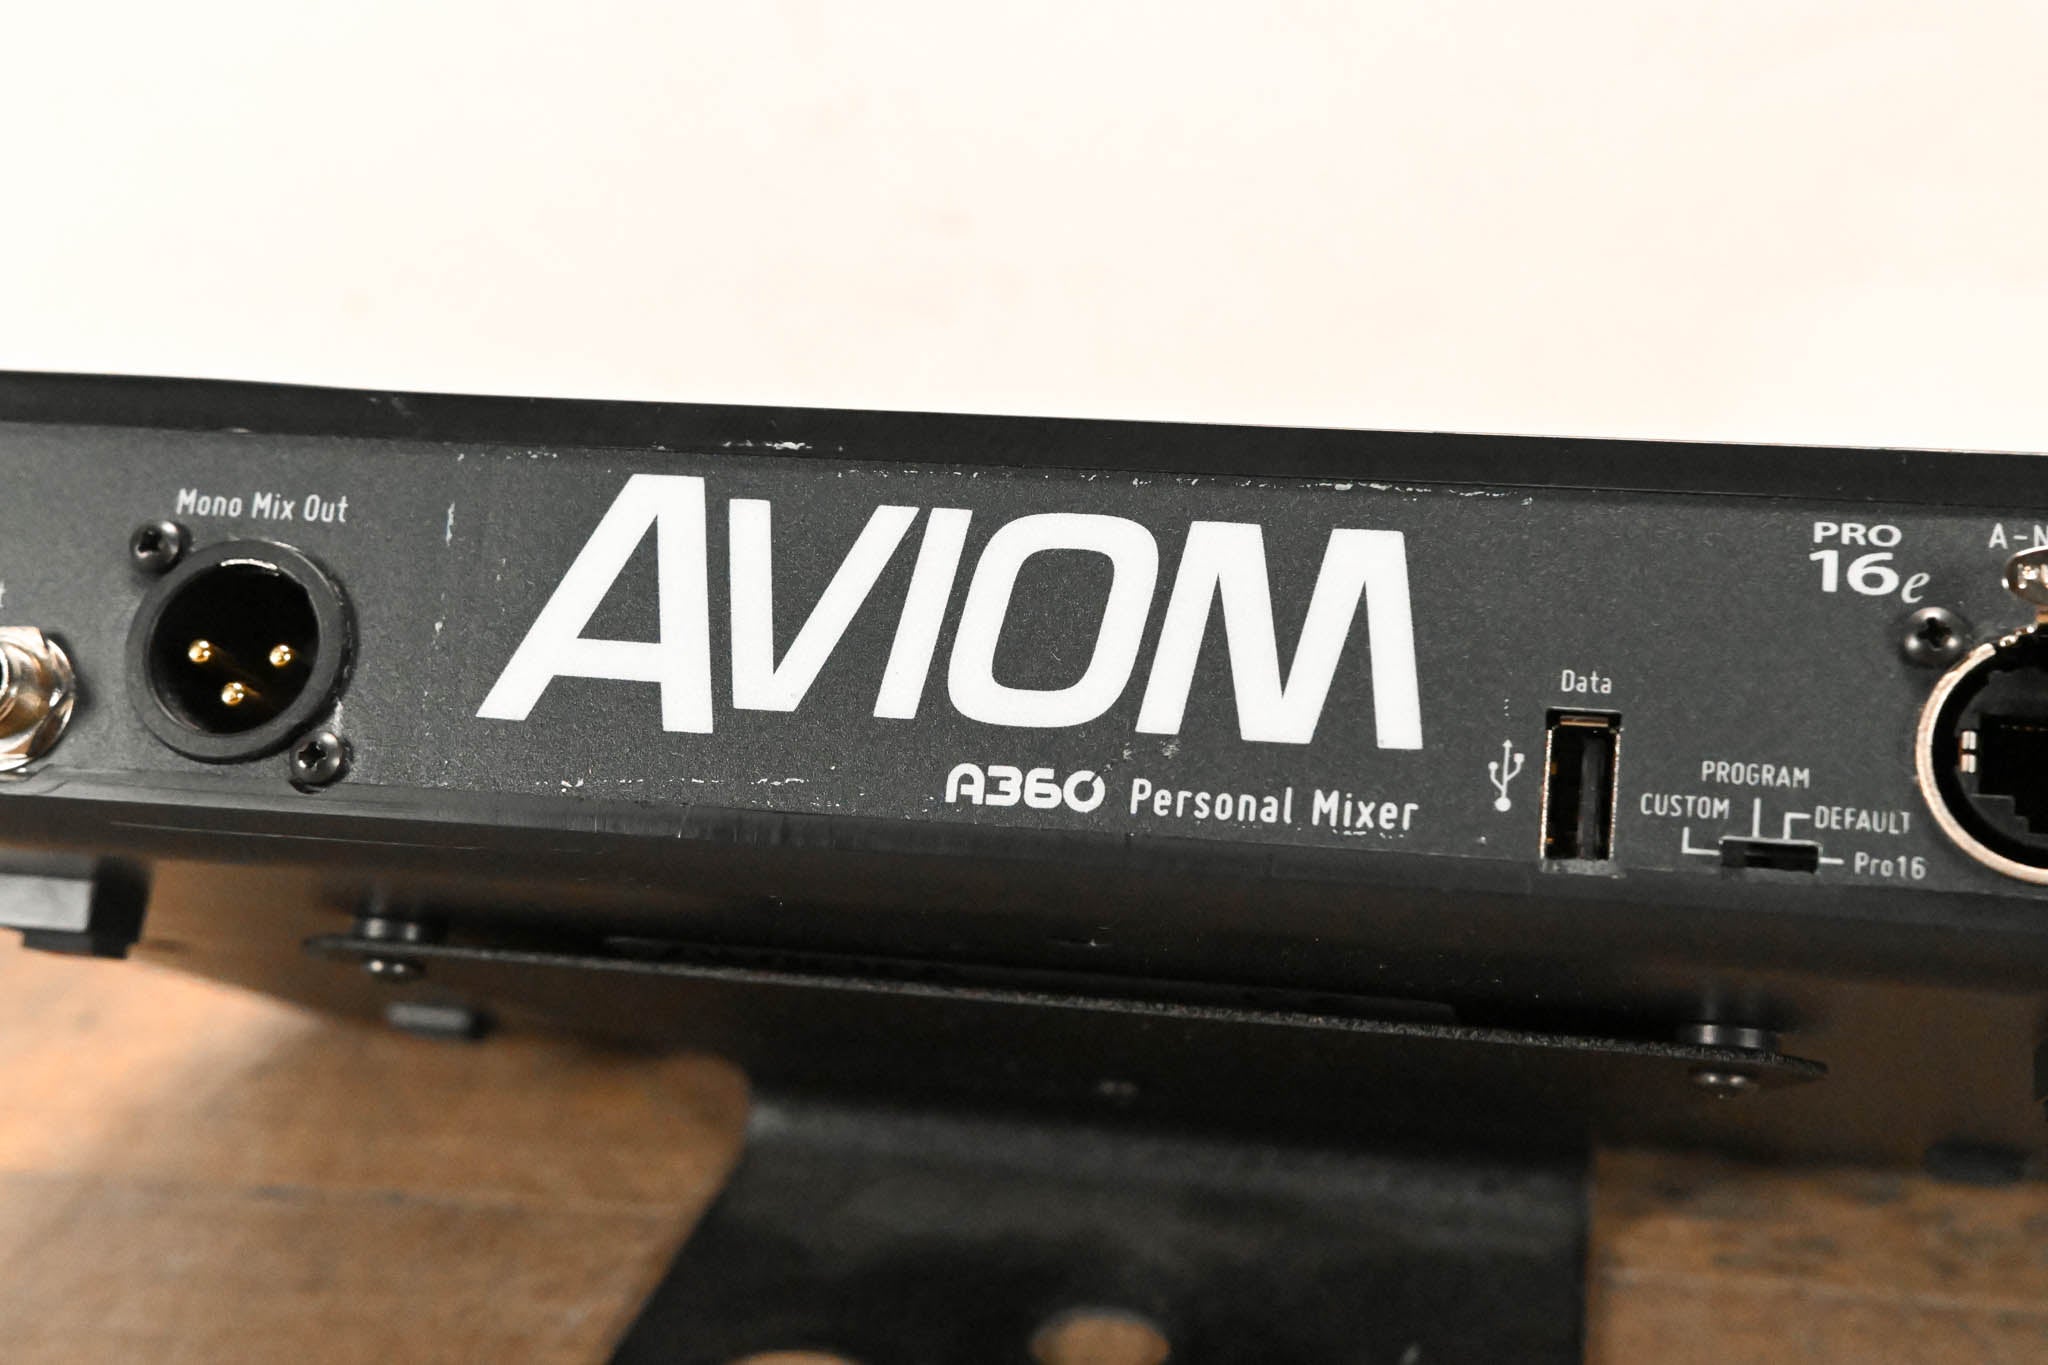 Mono Mix Out
AVIOM
A360 Personal Mixer
Data
PROGRAM
CUSTOM
DEFAULT
Pro16
PRO
16e